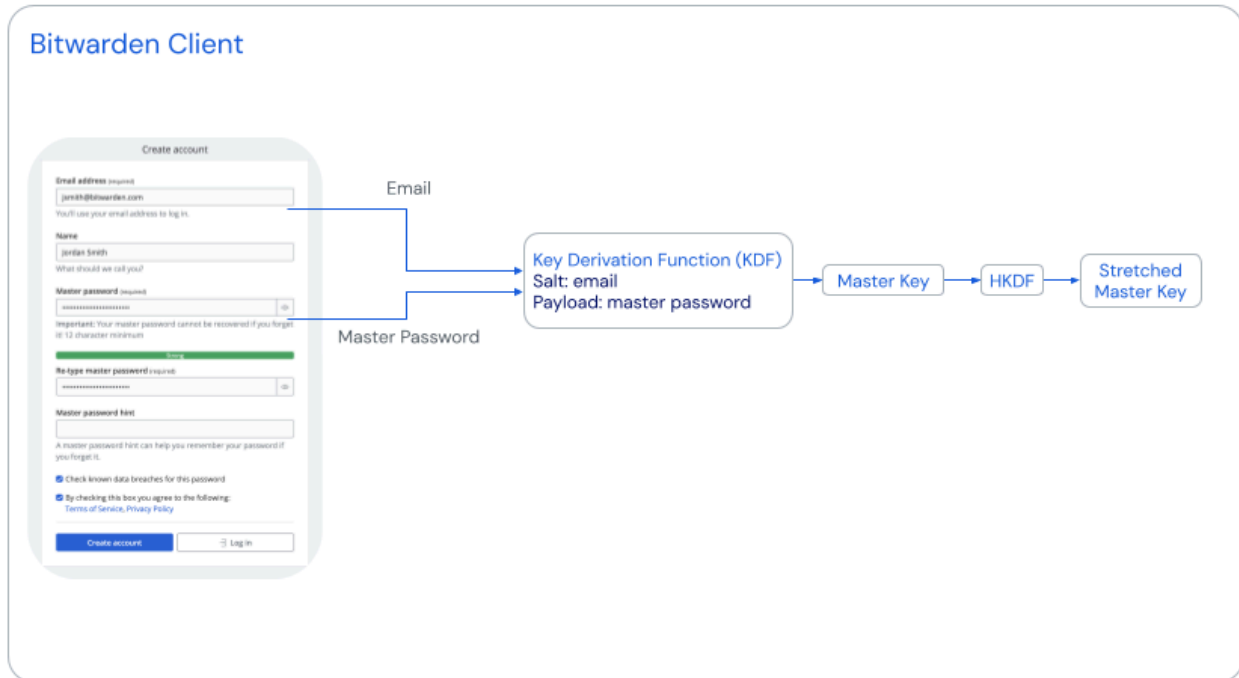 Bitwarden Client
Create account
Email address (required)
jsmith@bitwarden.com
You'll use your email address to log in.
Name
Jordan Smith
What should we call you?
Master password (required)
Important: Your master password cannot be recovered if you forget
it! 12 character minimum
Strong
Re-type master password (required)
Master password hint
A master password hint can help you remember your password if
you forget it.
Check known data breaches for this password
By checking this box you agree to the following:
Terms of Service, Privacy Policy
Create account
Log in
Email
Master Password
Key Derivation Function (KDF)
Salt: email
Payload: master password
Master Key
HKDF
Stretched
Master Key